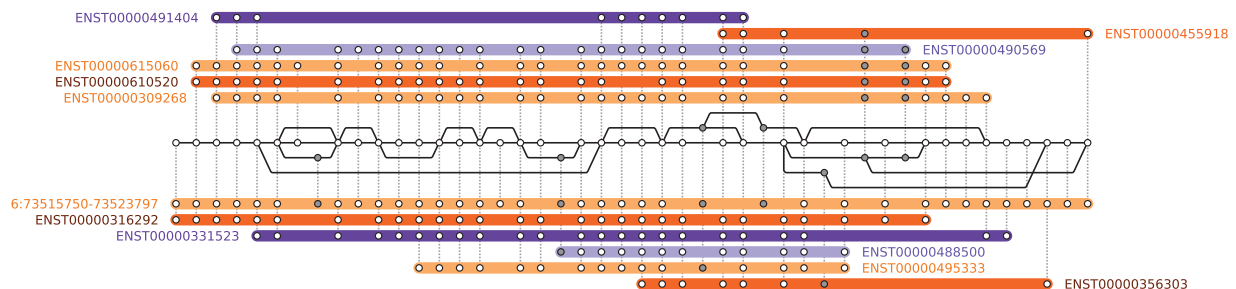 ENST00000491404
ENST00000455918
ENST00000490569
ENST00000615060
ENST00000610520
ENST00000309268
6:73515750-73523797
ENST00000316292
ENST00000331523
ENST00000488500
ENST00000495333
ENST00000356303